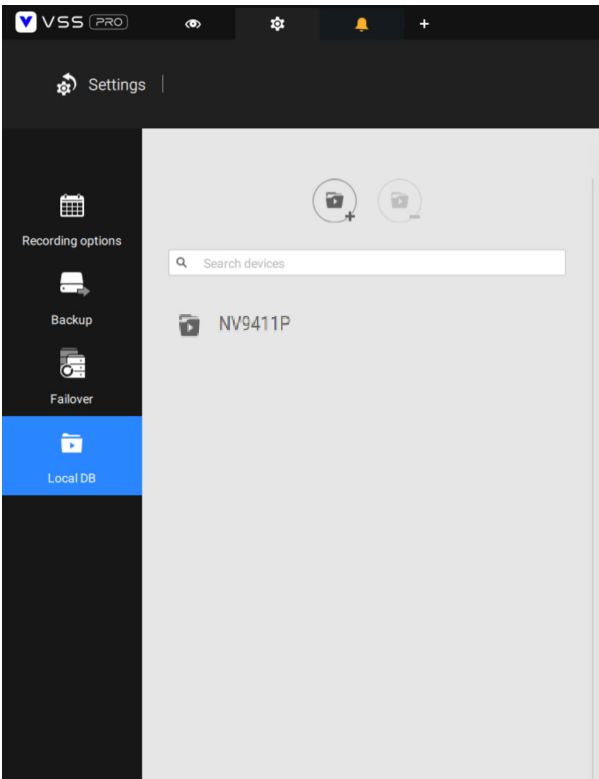 VSS PRO
Settings
Recording options
Search devices
Backup
NV9411P
Failover
Local DB